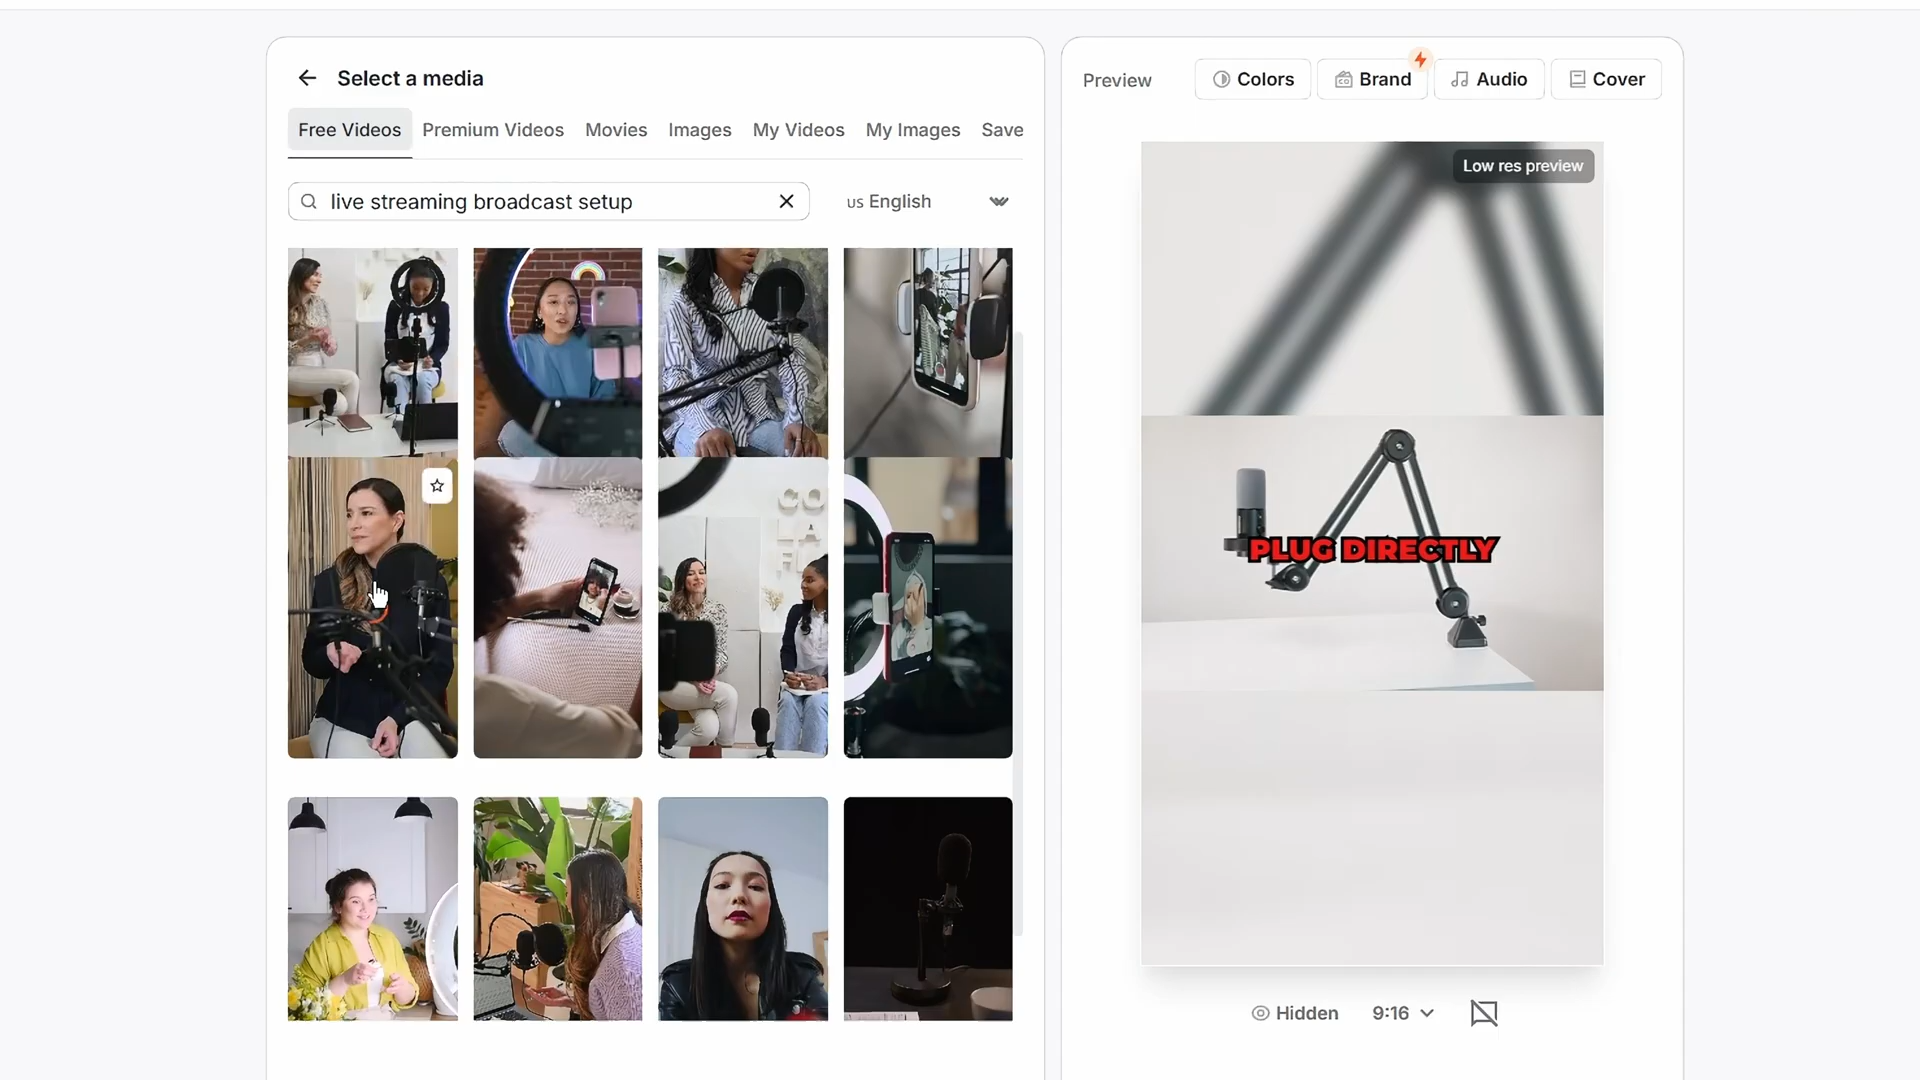 Select a media
Free Videos Premium Videos Movies Images My Videos My Images Save
live streaming broadcast setup
US English
Preview
Colors Brand Audio Cover
Low res preview
PLUG DIRECTLY
Hidden 9:16